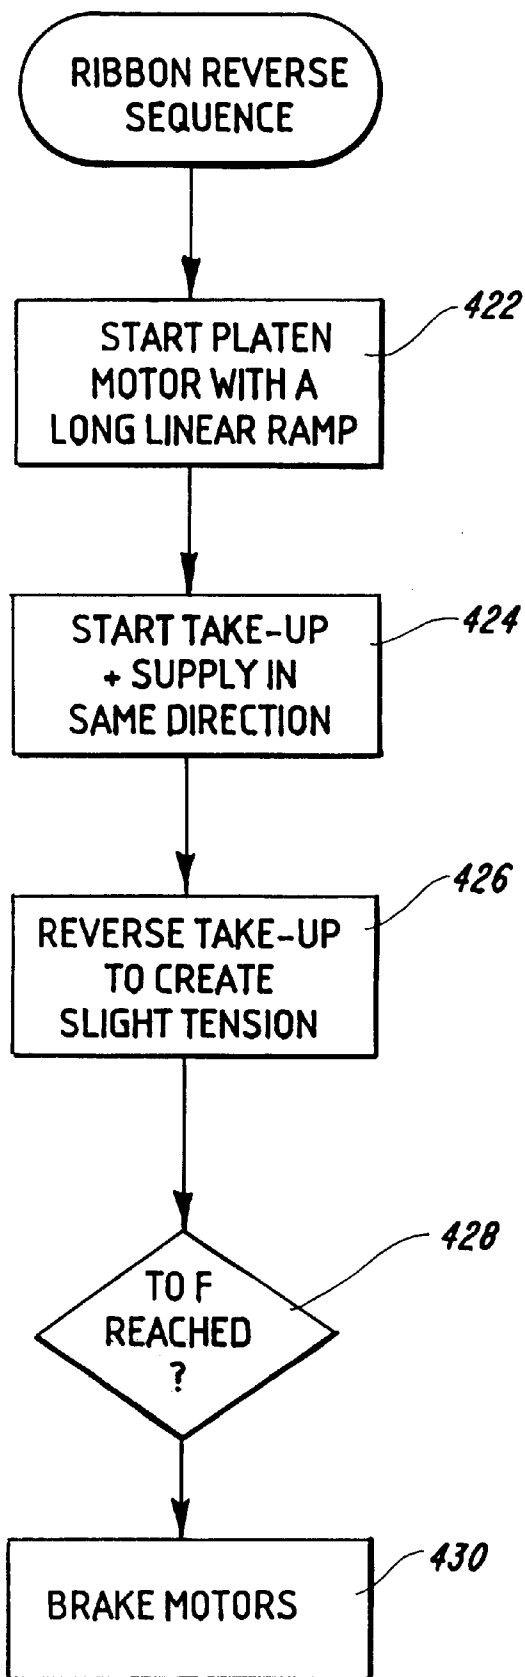 RIBBON REVERSE
SEQUENCE
422
START PLATEN
MOTOR WITH A
LONG LINEAR RAMP
424
START TAKE-UP
+ SUPPLY IN
SAME DIRECTION
426
REVERSE TAKE-UP
TO CREATE
SLIGHT TENSION
428
TO F
REACHED
?
430
BRAKE MOTORS